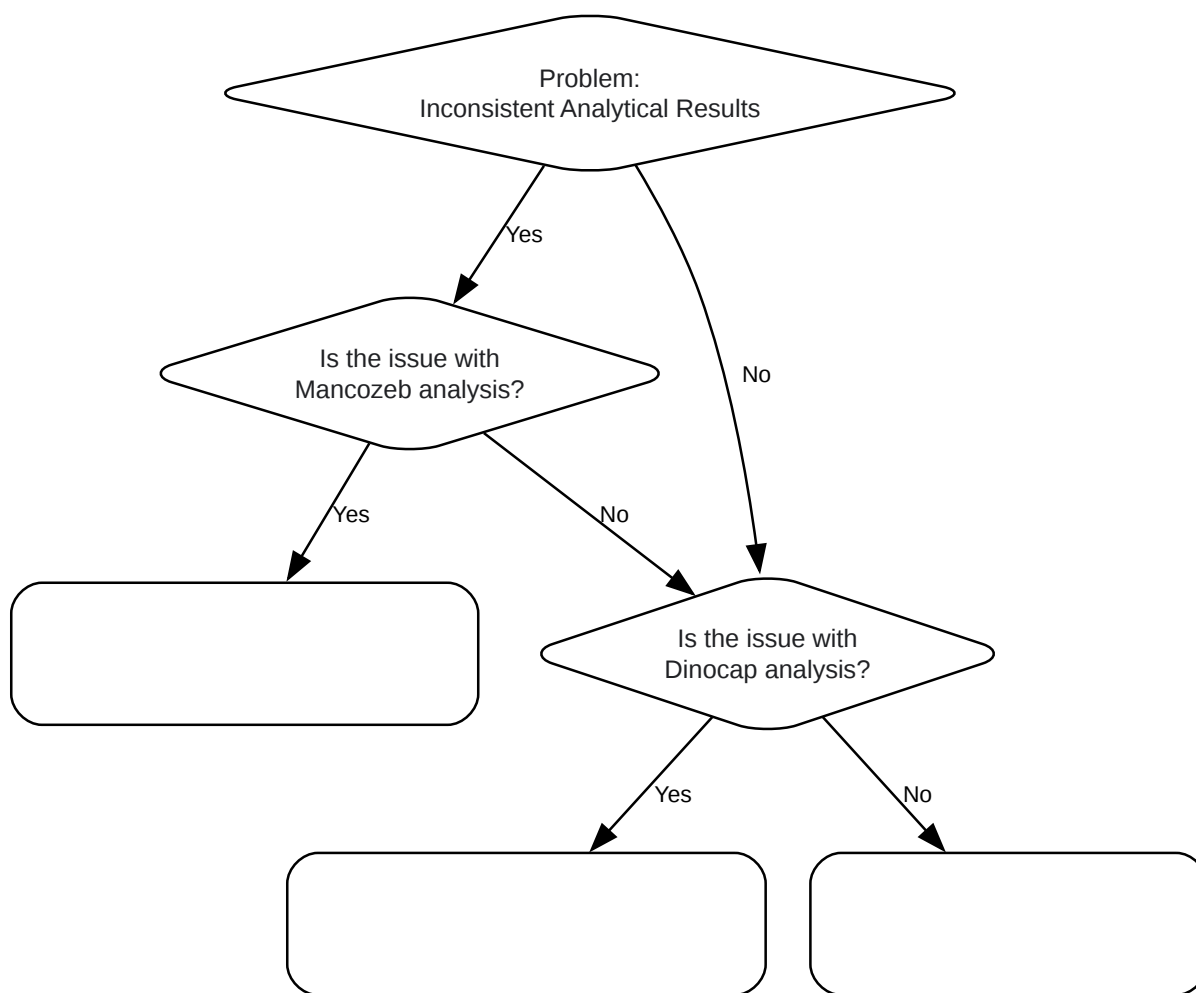 Problem:
Inconsistent Analytical Results
Yes
Is the issue with
Mancozeb analysis?
No
Yes
No
Is the issue with
Dinocap analysis?
Yes
No